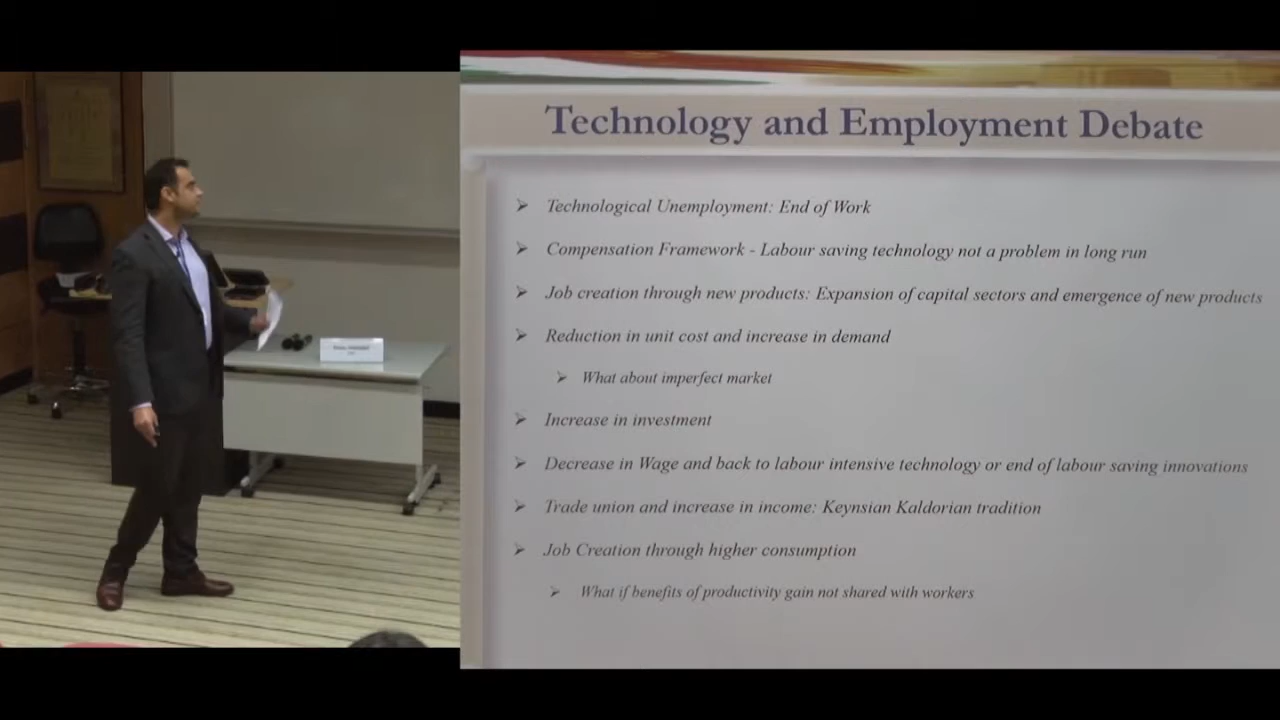 Technology and Employment Debate
Technological Unemployment: End of Work
Compensation Framework - Labour saving technology not a problem in long run
Job creation through new products: Expansion of capital sectors and emergence of new products
Reduction in unit cost and increase in demand
What about imperfect market
Increase in investment
Decrease in Wage and back to labour intensive technology or end of labour saving innovations
Trade union and increase in income: Keynsian Kaldorian tradition
Job Creation through higher consumption
What if benefits of productivity gain not shared with workers